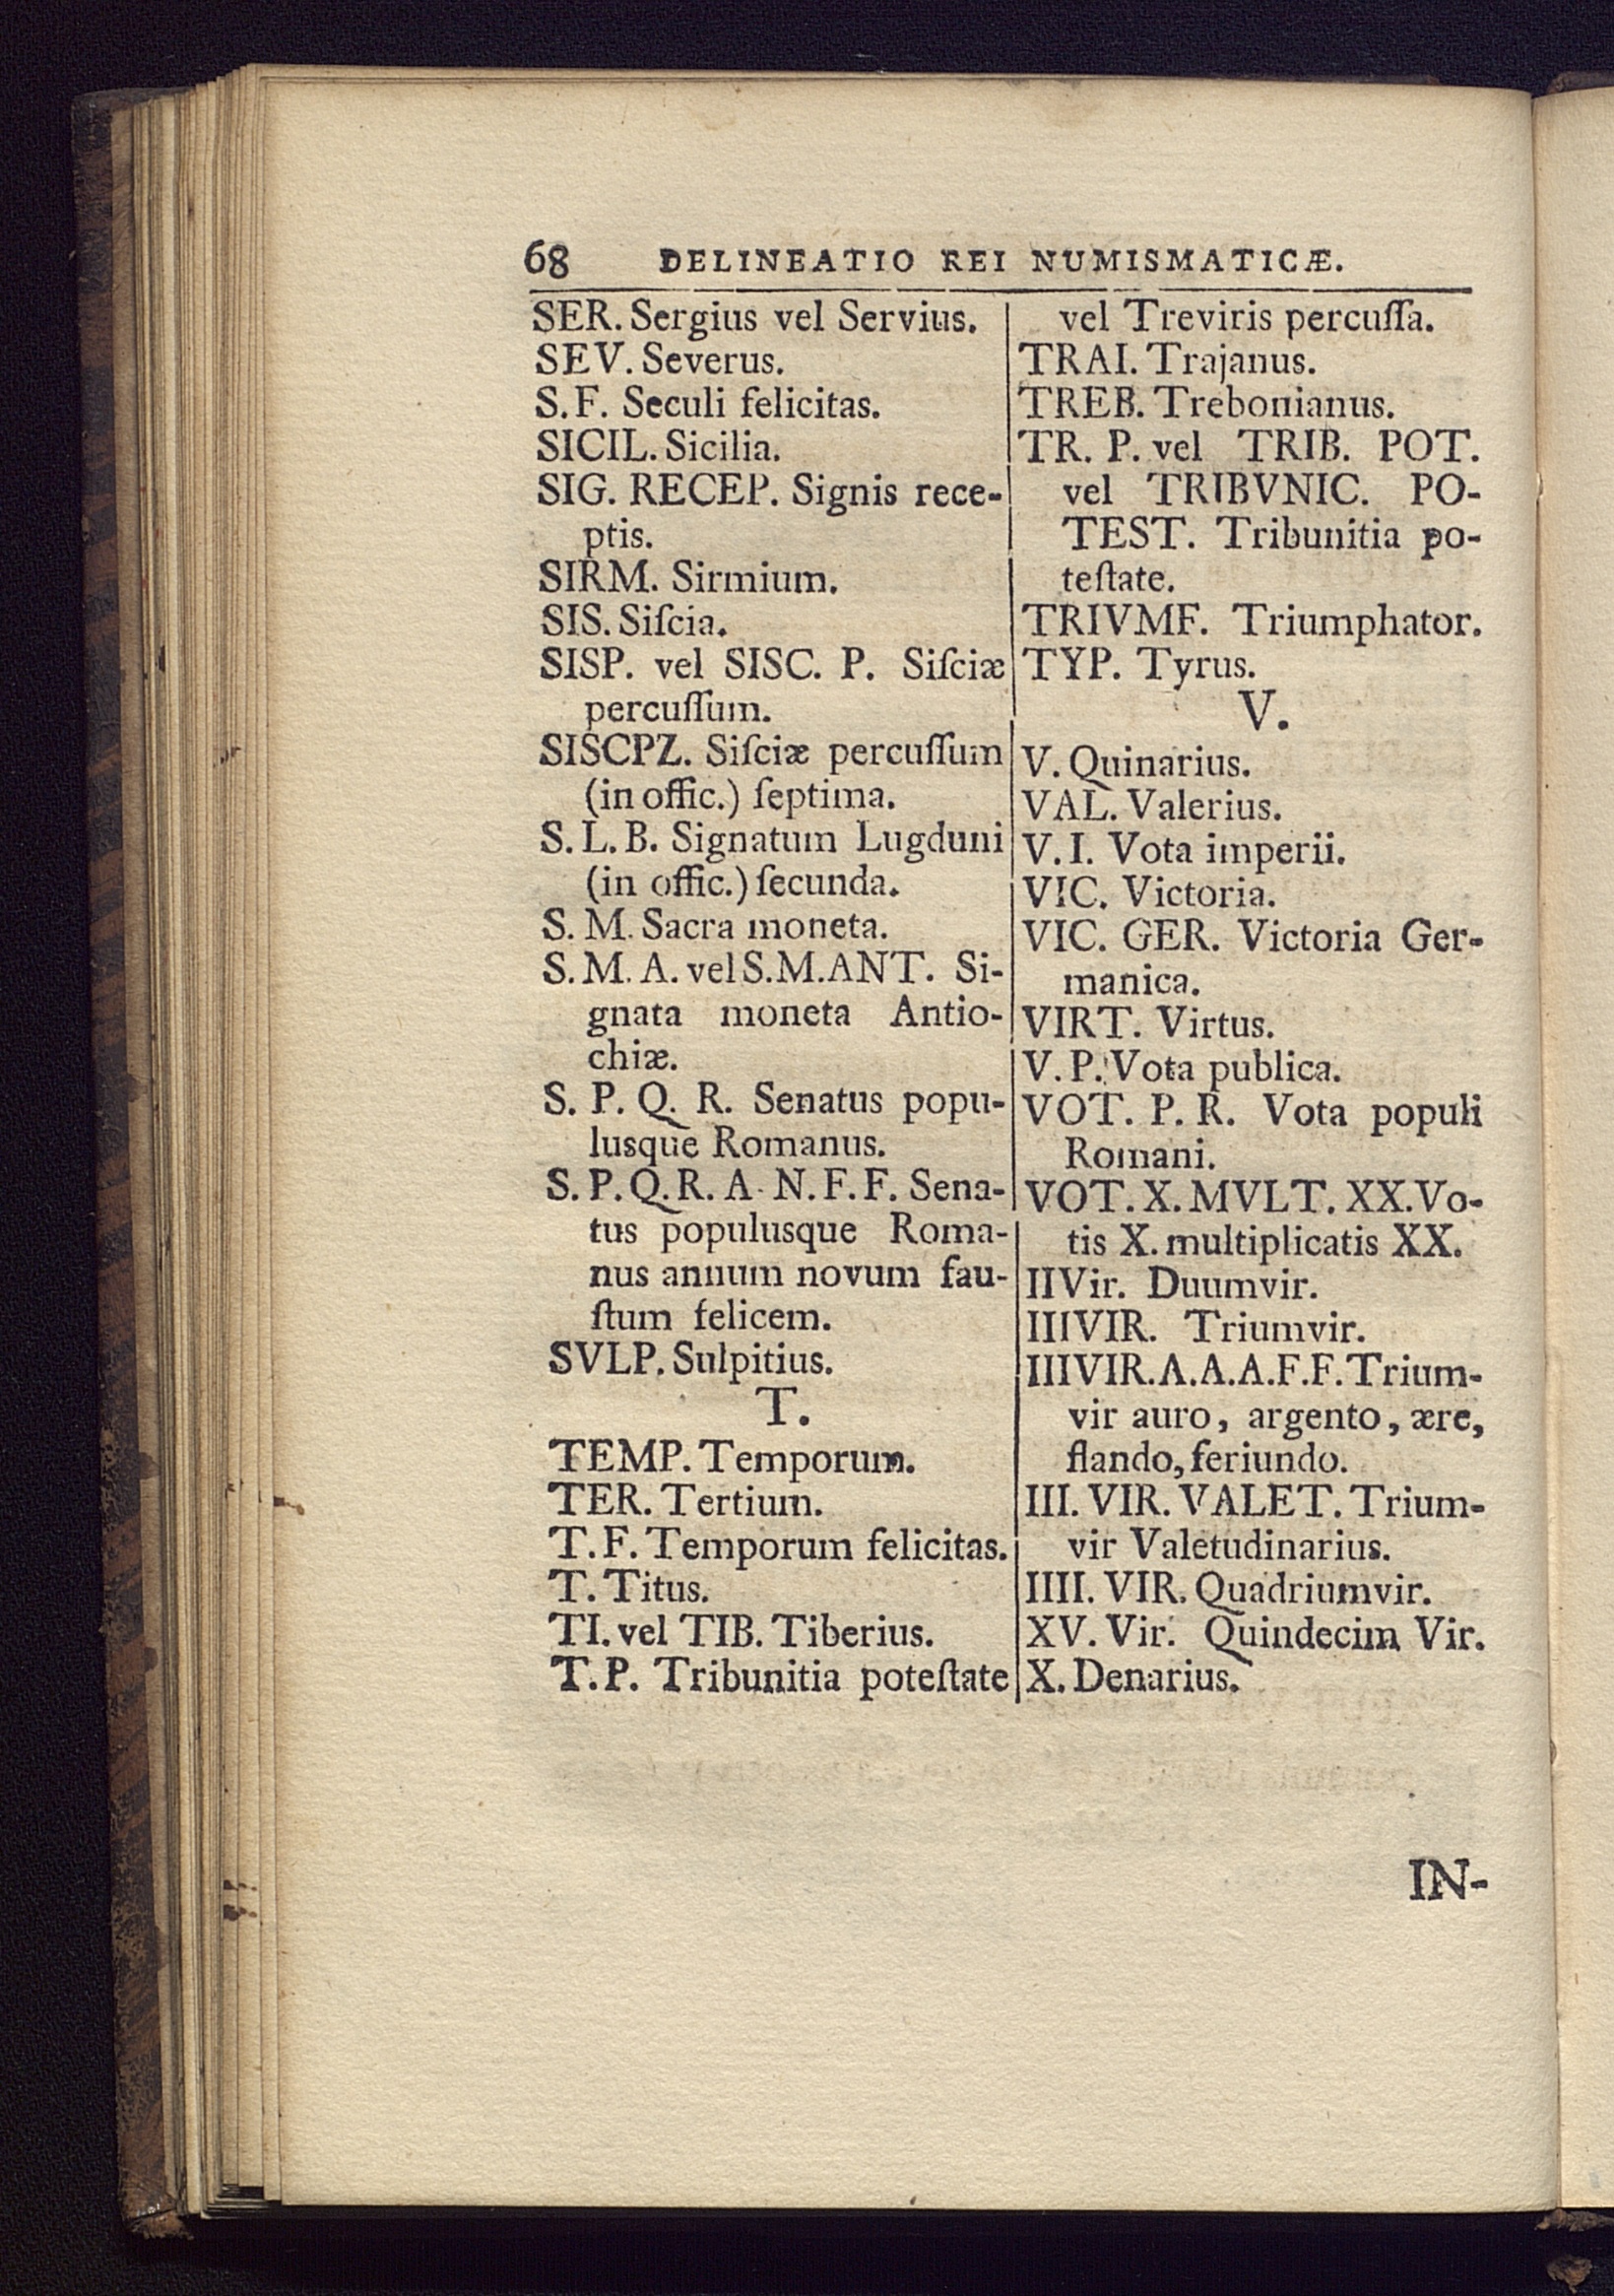 68 DELINEATIO REI NUMISMATICÆ.
SER. Sergius vel Servius.
SEV. Severus.
S. F. Seculi felicitas.
SICIL. Sicilia.
SIG. RECEP. Signis rece-
ptis.
SIRM. Sirmium.
SIS. Siſcia.
SISP. vel SISC. P. Siſciæ
percuſſum.
SISCPZ. Siſciæ percuſſum
(in offic.) ſeptima.
S. L. B. Signatum Lugduni
(in offic.) ſecunda.
S. M. Sacra moneta.
S. M. A. vel S.M.ANT. Si-
gnata moneta Antio-
chiæ.
S. P. Q. R. Senatus popu-
lusque Romanus.
S. P. Q. R. A. N. F. F. Sena-
tus populusque Roma-
nus annum novum fau-
ſtum felicem.
SVLP. Sulpitius.
T.
TEMP. Temporum.
TER. Tertium.
T. F. Temporum felicitas.
T. Titus.
TI. vel TIB. Tiberius.
T. P. Tribunitia poteſtate
vel Treviris percuſſa.
TRAI. Trajanus.
TREB. Trebonianus.
TR. P. vel TRIB. POT.
vel TRIBVNIC. PO-
TEST. Tribunitia po-
teſtate.
TRIVMF. Triumphator.
TYP. Tyrus.
V.
V. Quinarius.
VAL. Valerius.
V. I. Vota imperii.
VIC. Victoria.
VIC. GER. Victoria Ger-
manica.
VIRT. Virtus.
V. P. Vota publica.
VOT. P. R. Vota populi
Romani.
VOT. X. MVLT. XX. Vo-
tis X. multiplicatis XX.
IIVir. Duumvir.
IIIVIR. Triumvir.
IIIVIR. A. A. A. F. F. Trium-
vir auro, argento, ære,
flando, feriundo.
III. VIR. VALET. Trium-
vir Valetudinarius.
IIII. VIR. Quadriumvir.
XV. Vir. Quindecim Vir.
X. Denarius.
IN-